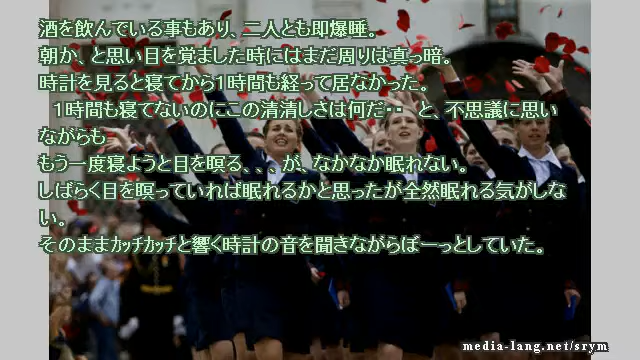 酒を飲んでいる事もあり、二人とも即爆睡。
朝か、と思い目を覚ました時にはまだ周りは真っ暗。
時計を見ると寝てから1時間も経って居なかった。
　1時間も寝てないのにこの清清しさは何だ‥　と、不思議に思い
ながらも
もう一度寝ようと目を瞑る、、、が、なかなか眠れない。
しばらく目を瞑っていれば眠れるかと思ったが全然眠れる気がしな
い。
そのままｶｯﾁｶｯﾁと響く時計の音を聞きながらぼーっとしていた。
media-lang.net/srym